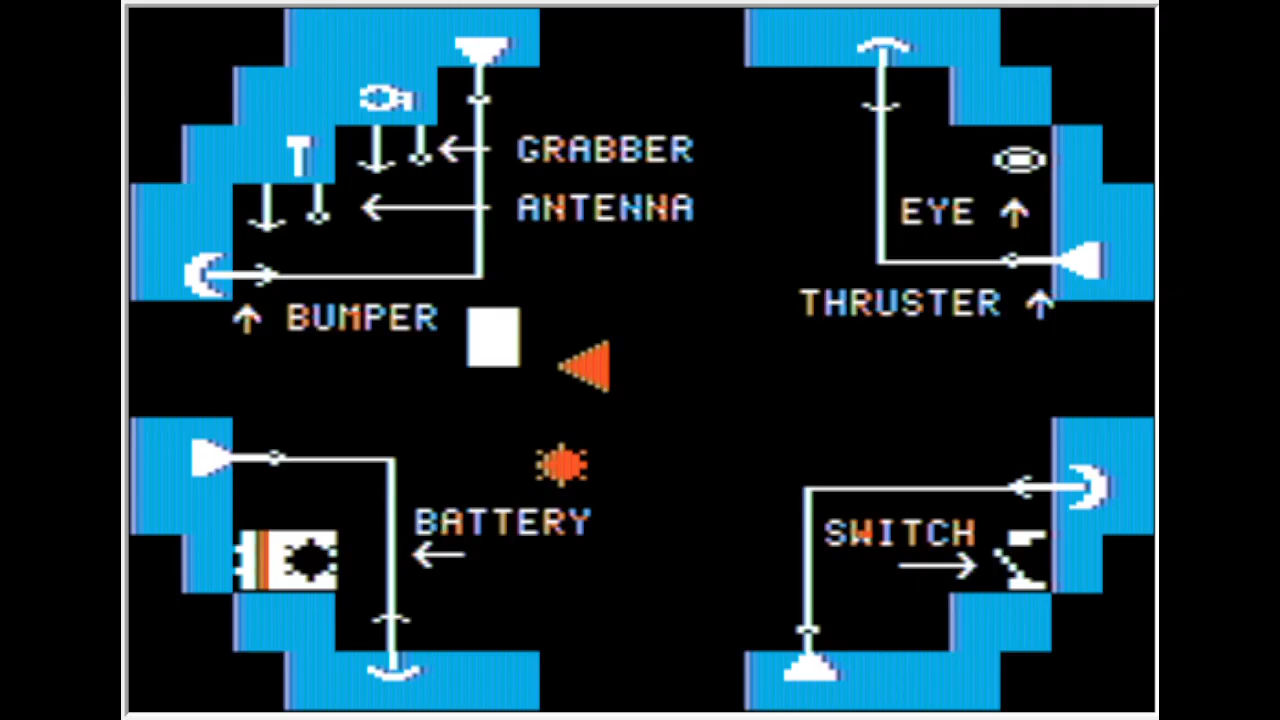 GRABBER
ANTENNA
EYE
THRUSTER
BUMPER
BATTERY
SWITCH